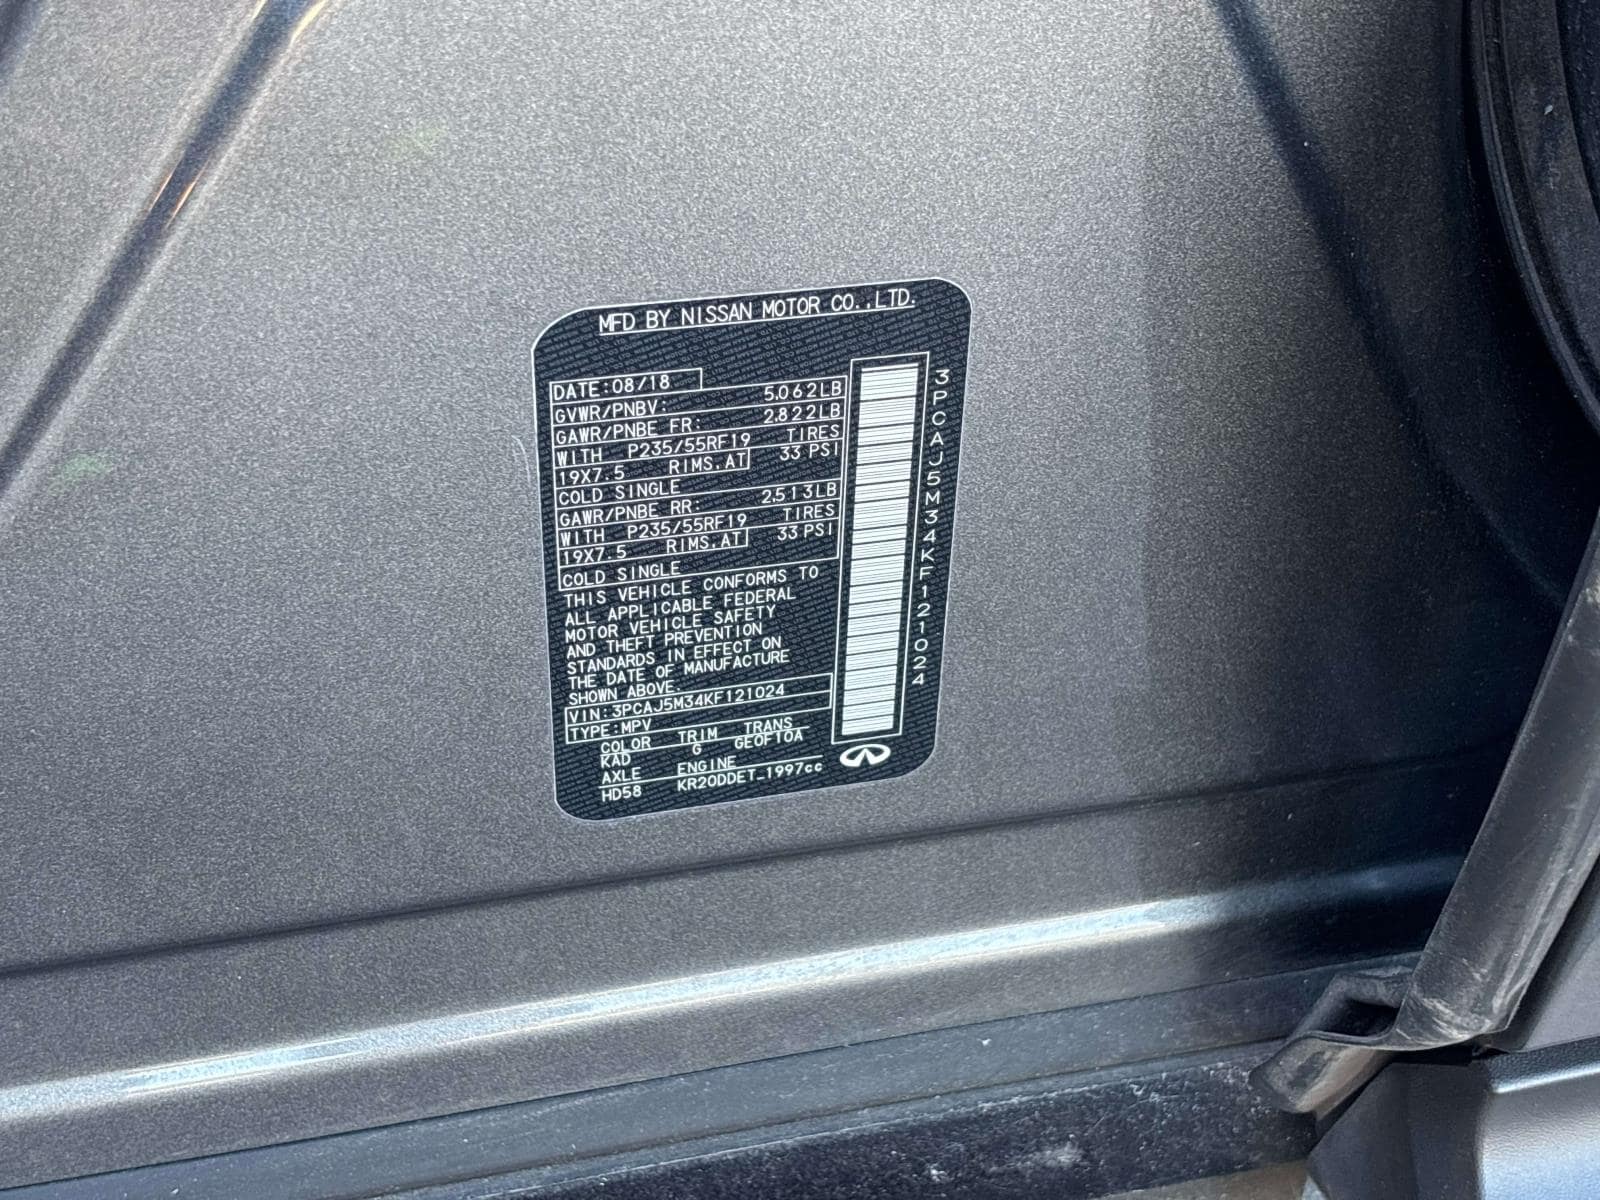 MFD BY NISSAN MOTOR CO.,LTD.
DATE:08/18
GVWR/PNBV: 5,062LB
GAWR/PNBE FR: 2,822LB
WITH P235/55RF19 TIRES
19X7.5 RIMS.AT 33 PSI
COLD SINGLE
GAWR/PNBE RR: 2,513LB
WITH P235/55RF19 TIRES
19X7.5 RIMS.AT 33 PSI
COLD SINGLE
THIS VEHICLE CONFORMS TO
ALL APPLICABLE FEDERAL
MOTOR VEHICLE SAFETY
AND THEFT PREVENTION
STANDARDS IN EFFECT ON
THE DATE OF MANUFACTURE
SHOWN ABOVE.
VIN:3PCAJ5M34KF121024
TYPE:MPV
COLOR TRIM TRANS
KAD G GE0F10A
AXLE ENGINE
HD58 KR20DDET_1997cc
3PCAJ5M34KF121024